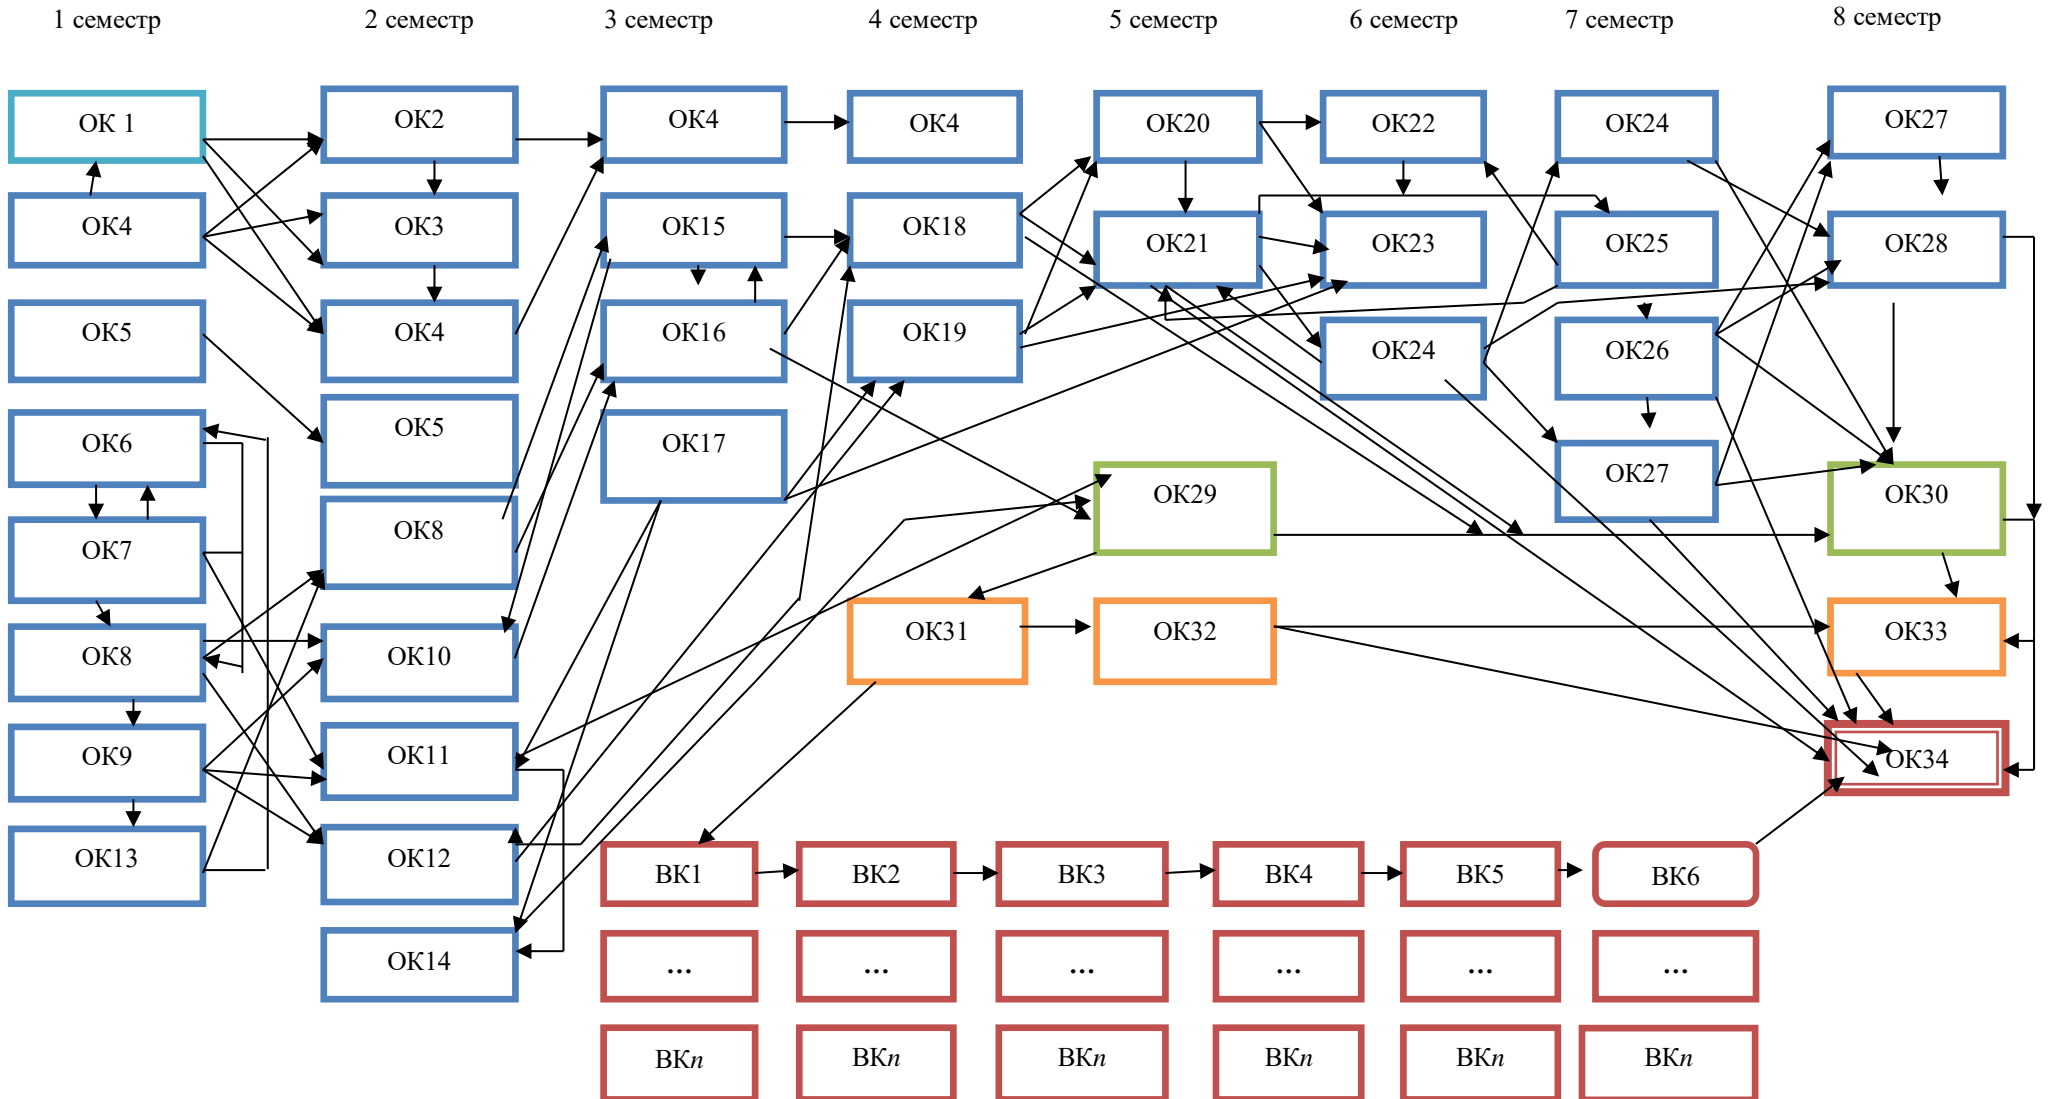 1 семестр 2 семестр 3 семестр 4 семестр 5 семестр 6 семестр 7 семестр 8 семестр
ОК 1 ОК2 ОК4 ОК4 ОК20 ОК22 ОК24 ОК27
ОК4 ОК3 ОК15 ОК18 ОК21 ОК23 ОК25 ОК28
ОК5 ОК4 ОК16 ОК19 ОК24 ОК26
ОК6 ОК5 ОК17 ОК27
ОК7 ОК8 ОК29 ОК30
ОК8 ОК10 ОК31 ОК32 ОК33
ОК9 ОК11 ОК34
ОК13 ОК12 ВК1 ВК2 ВК3 ВК4 ВК5 ВК6
ОК14 ... ... ... ... ... ...
ВКn ВКn ВКn ВКn ВКn ВКn